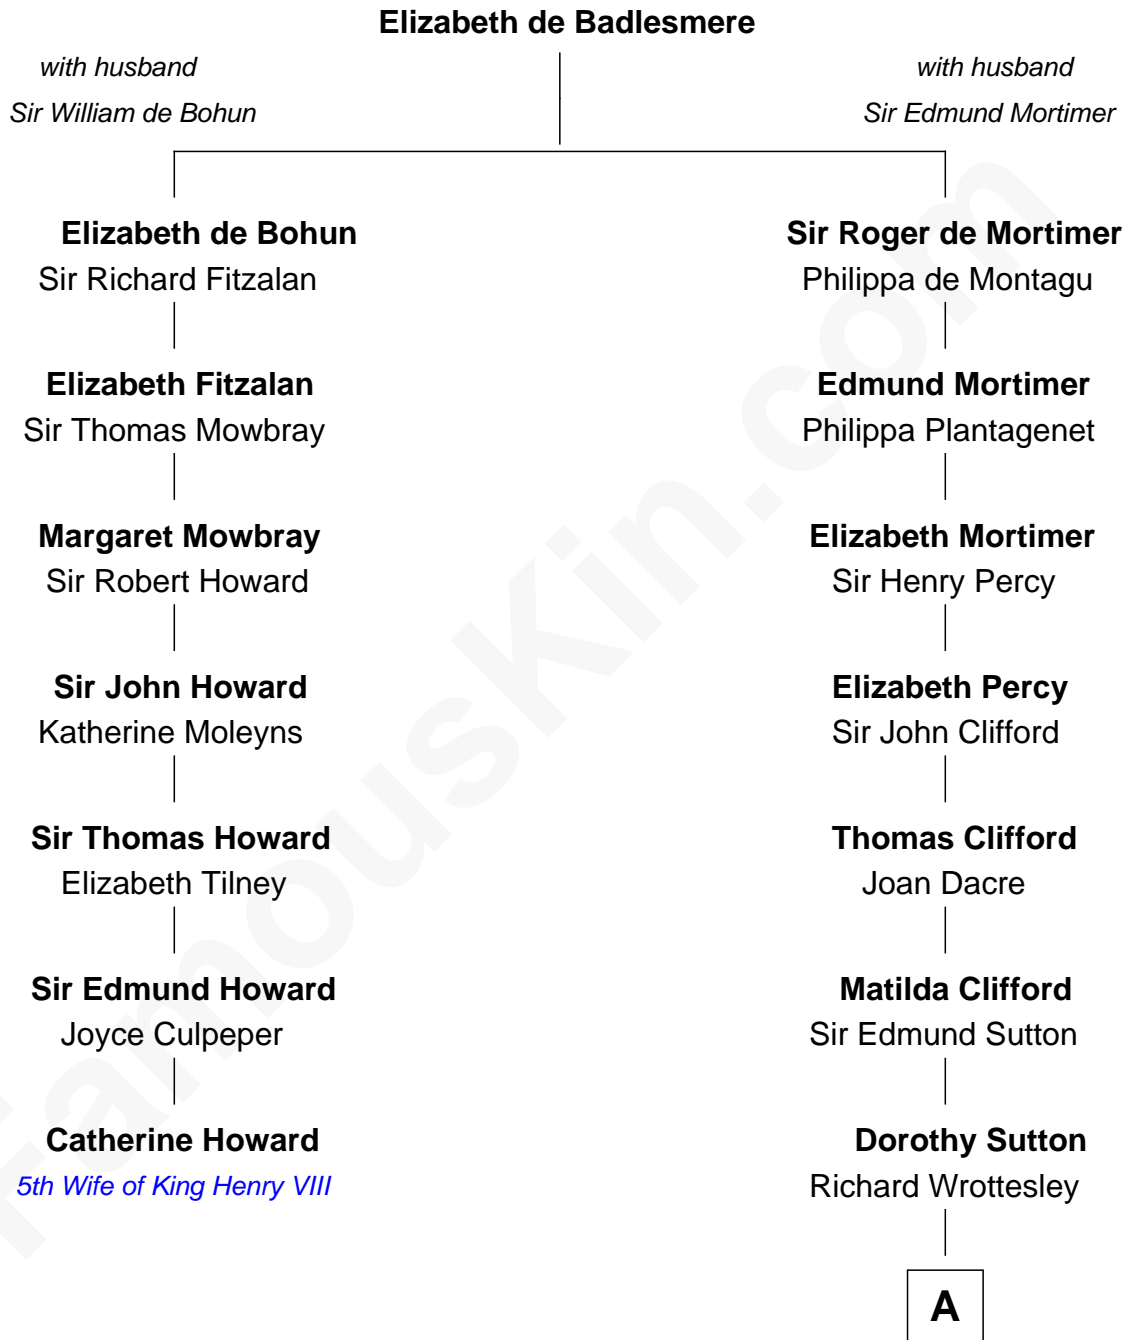 Elizabeth de Badlesmere
with husband
Sir William de Bohun
with husband
Sir Edmund Mortimer
Elizabeth de Bohun
Sir Richard Fitzalan
Sir Roger de Mortimer
Philippa de Montagu
Elizabeth Fitzalan
Sir Thomas Mowbray
Edmund Mortimer
Philippa Plantagenet
Margaret Mowbray
Sir Robert Howard
Elizabeth Mortimer
Sir Henry Percy
Sir John Howard
Katherine Moleyns
Elizabeth Percy
Sir John Clifford
Sir Thomas Howard
Elizabeth Tilney
Thomas Clifford
Joan Dacre
Sir Edmund Howard
Joyce Culpeper
Matilda Clifford
Sir Edmund Sutton
Catherine Howard
5th Wife of King Henry VIII
Dorothy Sutton
Richard Wrottesley
A
FamousKin.com